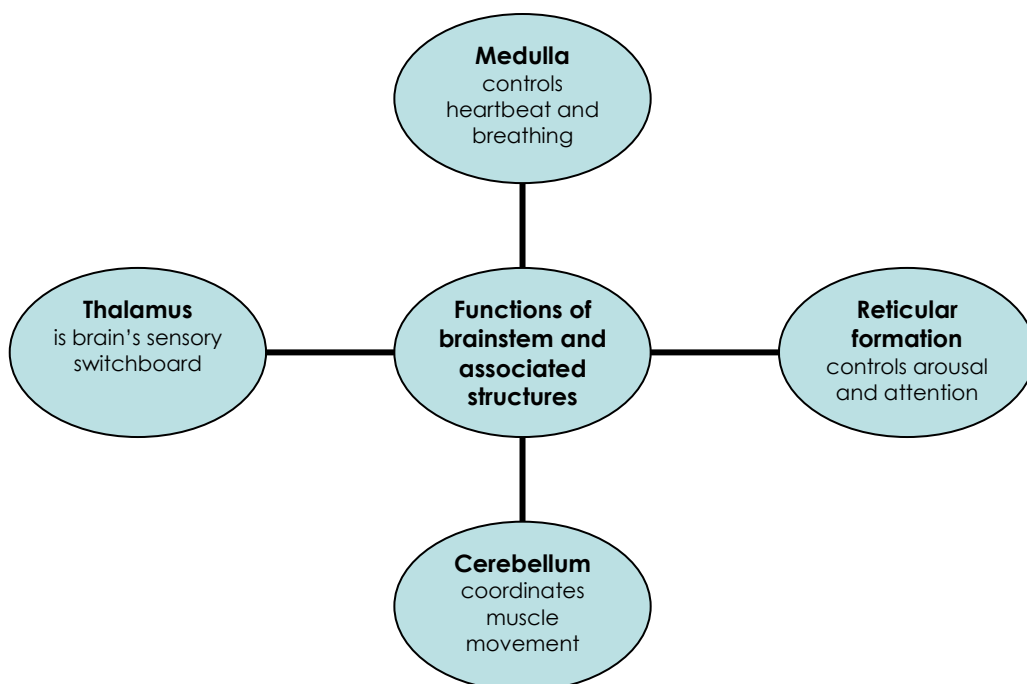 Medulla
controls
heartbeat and
breathing
Thalamus
is brain’s sensory
switchboard
Functions of
brainstem and
associated
structures
Reticular
formation
controls arousal
and attention
Cerebellum
coordinates
muscle
movement